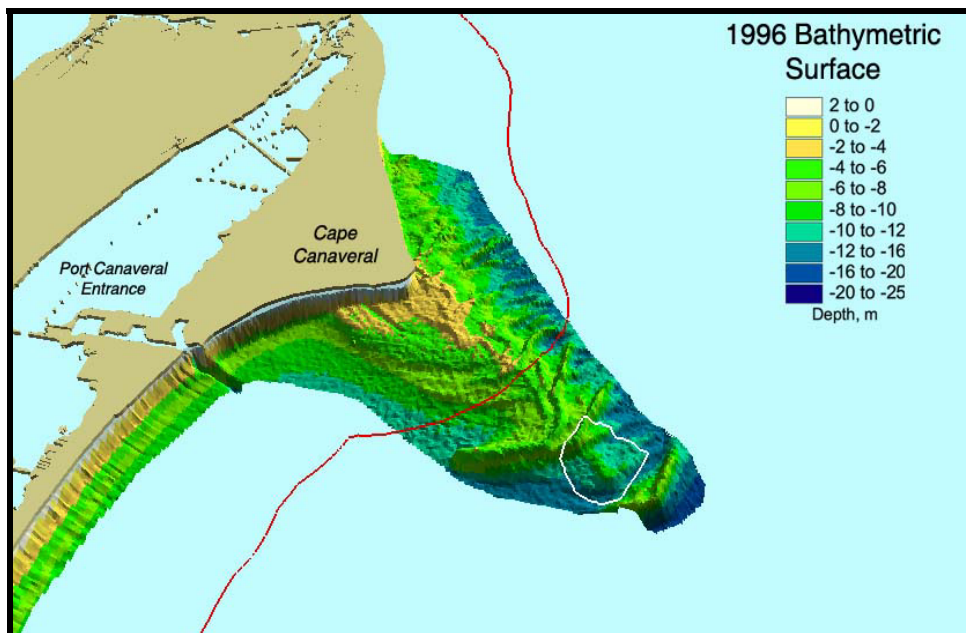 1996 Bathymetric
Surface
2 to 0
0 to -2
-2 to -4
-4 to -6
-6 to -8
-8 to -10
-10 to -12
-12 to -16
-16 to -20
-20 to -25
Depth, m
Cape
Canaveral
Port Canaveral
Entrance